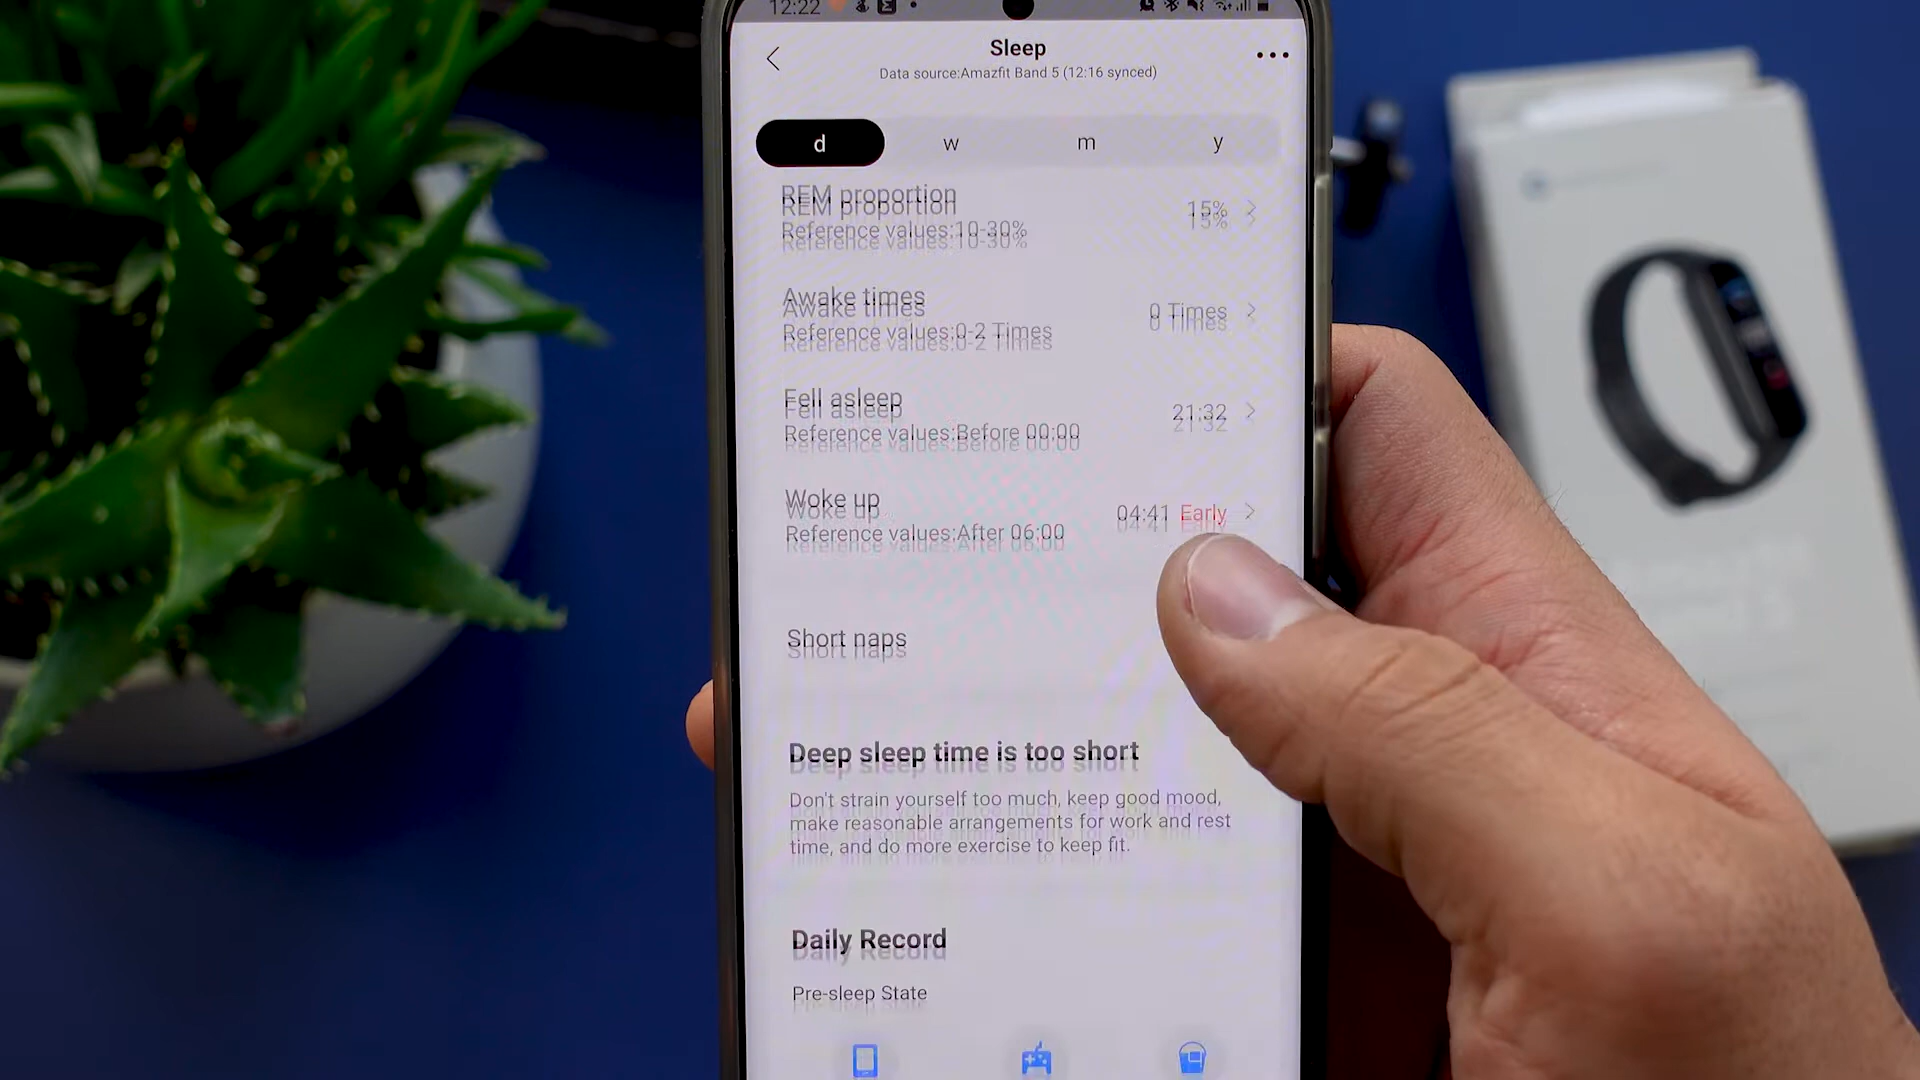 12:22
Sleep
Data source:Amazfit Band 5 (12:16 synced)
d w m y
REM proportion
15%
Reference values:10-30%
Awake times
0 Times
Reference values:0-2 Times
Fell asleep
21:32
Reference values:Before 00:00
Woke up
04:41 Early
Reference values:After 06:00
Short naps
Deep sleep time is too short
Don't strain yourself too much, keep good mood,
make reasonable arrangements for work and rest
time, and do more exercise to keep fit.
Daily Record
Pre-sleep State